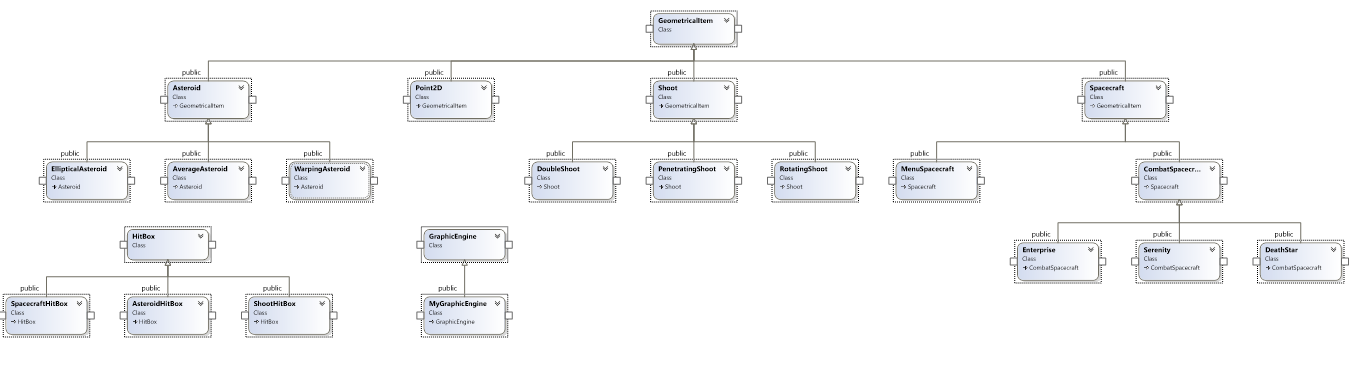 GeometricalItem
Class
public
public
public
public
Asteroid
Class
GeometricalItem
Point2D
Class
GeometricalItem
Shoot
Class
GeometricalItem
Spacecraft
Class
GeometricalItem
public
public
public
public
public
public
public
public
EllipticalAsteroid
Class
Asteroid
AverageAsteroid
Class
Asteroid
WarpingAsteroid
Class
Asteroid
DoubleShoot
Class
Shoot
PenetratingShoot
Class
Shoot
RotatingShoot
Class
Shoot
MenuSpacecraft
Class
Spacecraft
CombatSpacecr...
Class
Spacecraft
HitBox
Class
GraphicEngine
Class
public
public
public
Enterprise
Class
CombatSpacecraft
Serenity
Class
CombatSpacecraft
DeathStar
Class
CombatSpacecraft
public
public
public
public
SpacecraftHitBox
Class
HitBox
AsteroidHitBox
Class
HitBox
ShootHitBox
Class
HitBox
MyGraphicEngine
Class
GraphicEngine